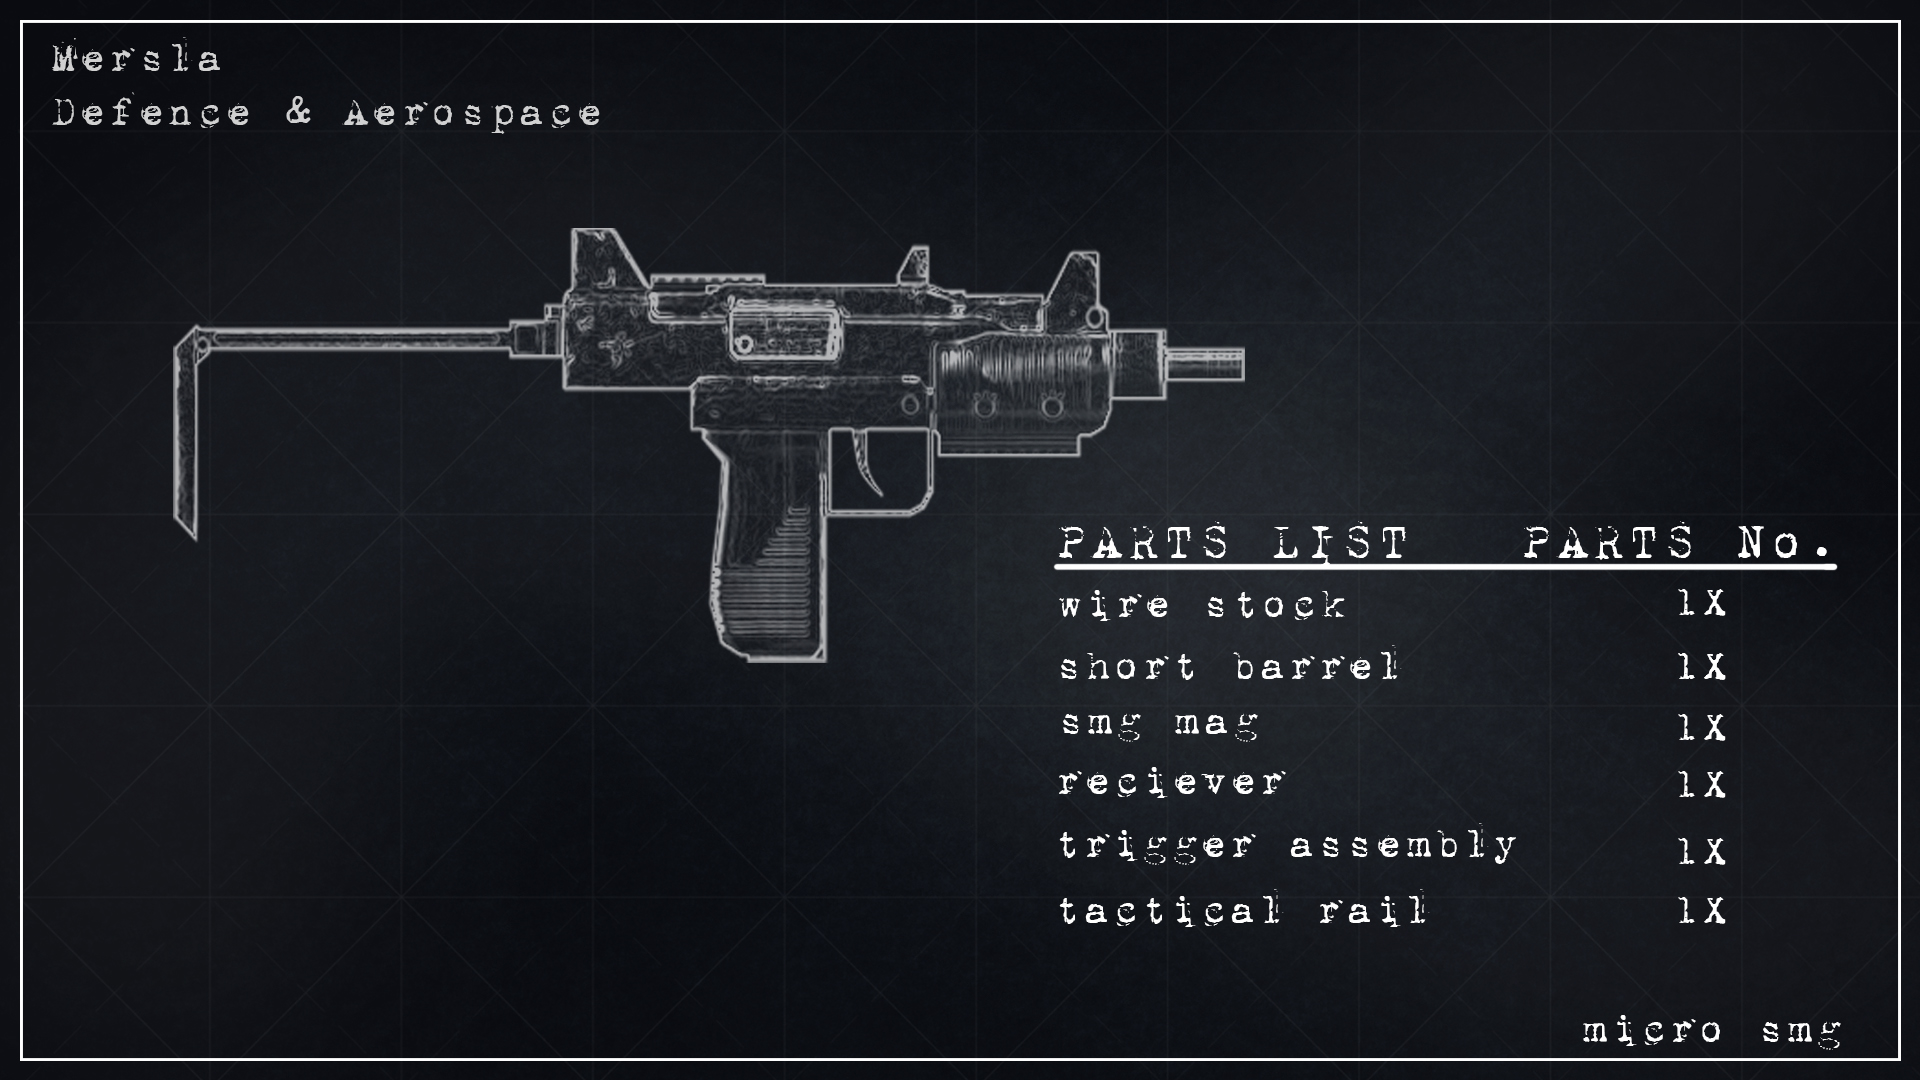 Mersla
Defence & Aerospace
PARTS LIST PARTS No.
wire stock 1X
short barrel 1X
smg mag 1X
reciever 1X
trigger assembly 1X
tactical rail 1X
micro smg